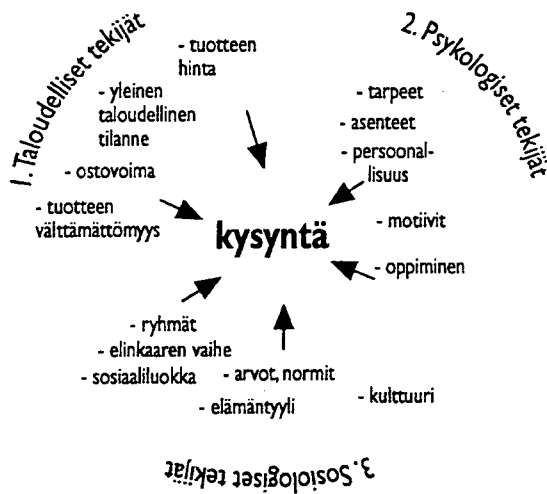 1. Taloudelliset tekijät
- tuotteen
hinta
- yleinen
taloudellinen
tilanne
- ostovoima
- tuotteen
välttämättömyys
2. Psykologiset tekijät
- tarpeet
- asenteet
- persoonal-
lisuus
- motiivit
- oppiminen
kysyntä
- ryhmät
- elinkaaren vaihe
- sosiaaliluokka
- arvot, normit
- elämäntyyli
- kulttuuri
3. Sosiologiset tekijät